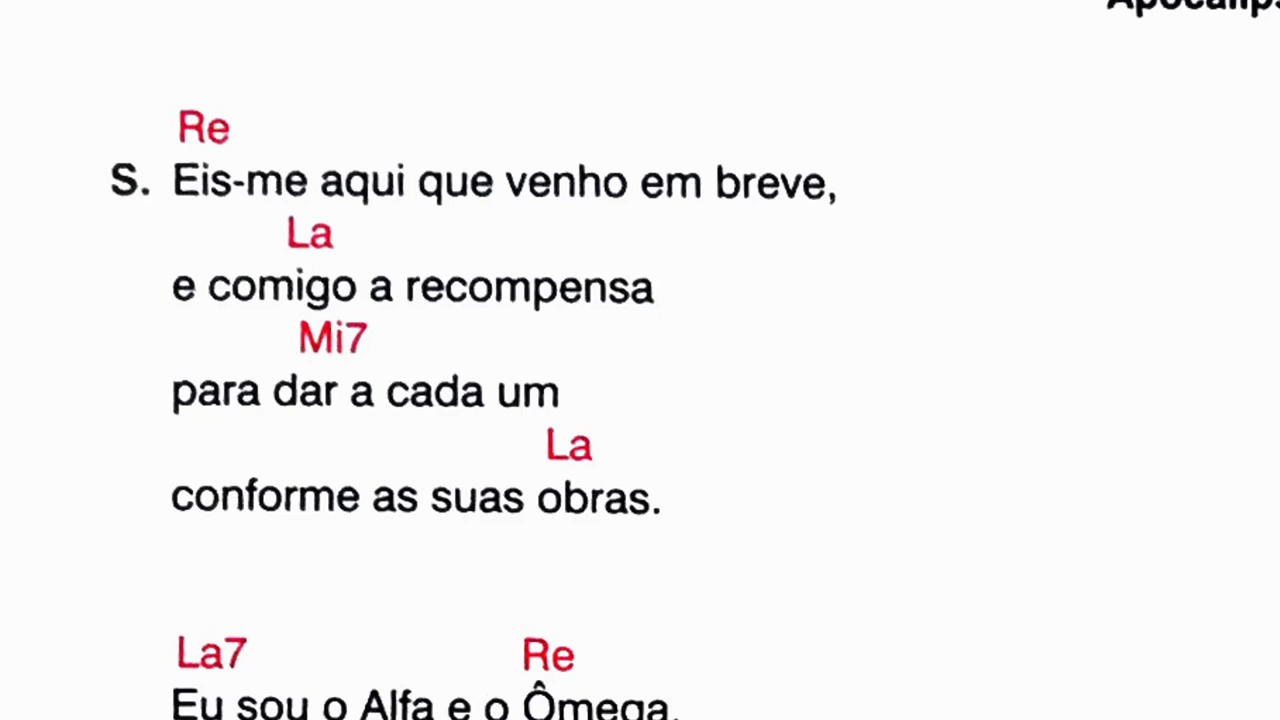 Re
S. Eis-me aqui que venho em breve,
La
e comigo a recompensa
Mi7
para dar a cada um
La
conforme as suas obras.
La7 Re
Eu sou o Alfa e o Ômega,